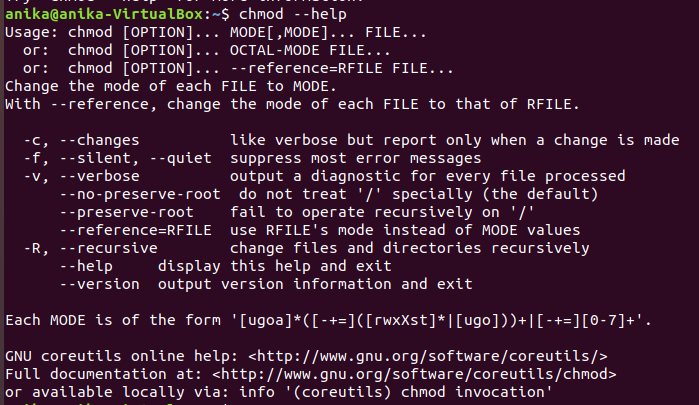 anika@anika-VirtualBox:~$ chmod --help
Usage: chmod [OPTION]... MODE[,MODE]... FILE...
  or:  chmod [OPTION]... OCTAL-MODE FILE...
  or:  chmod [OPTION]... --reference=RFILE FILE...
Change the mode of each FILE to MODE.
With --reference, change the mode of each FILE to that of RFILE.

  -c, --changes          like verbose but report only when a change is made
  -f, --silent, --quiet  suppress most error messages
  -v, --verbose          output a diagnostic for every file processed
      --no-preserve-root  do not treat '/' specially (the default)
      --preserve-root    fail to operate recursively on '/'
      --reference=RFILE  use RFILE's mode instead of MODE values
  -R, --recursive        change files and directories recursively
      --help     display this help and exit
      --version  output version information and exit

Each MODE is of the form '[ugoa]*([-+=]([rwxXst]*|[ugo]))+|[-+=][0-7]+'.

GNU coreutils online help: <http://www.gnu.org/software/coreutils/>
Full documentation at: <http://www.gnu.org/software/coreutils/chmod>
or available locally via: info '(coreutils) chmod invocation'